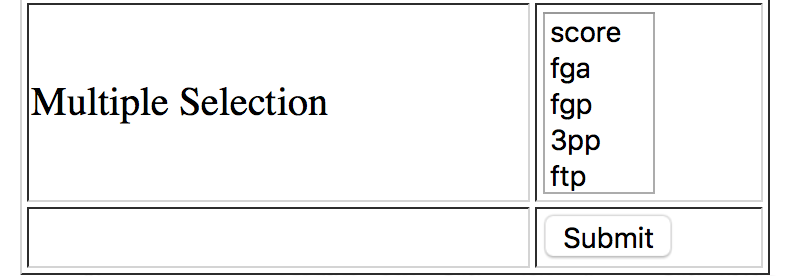 Multiple Selection
score
fga
fgp
3pp
ftp
Submit